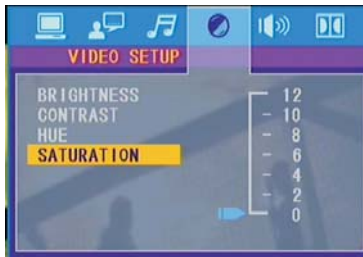 VIDEO SETUP
BRIGHTNESS
CONTRAST
HUE
SATURATION
12
10
8
6
4
2
0